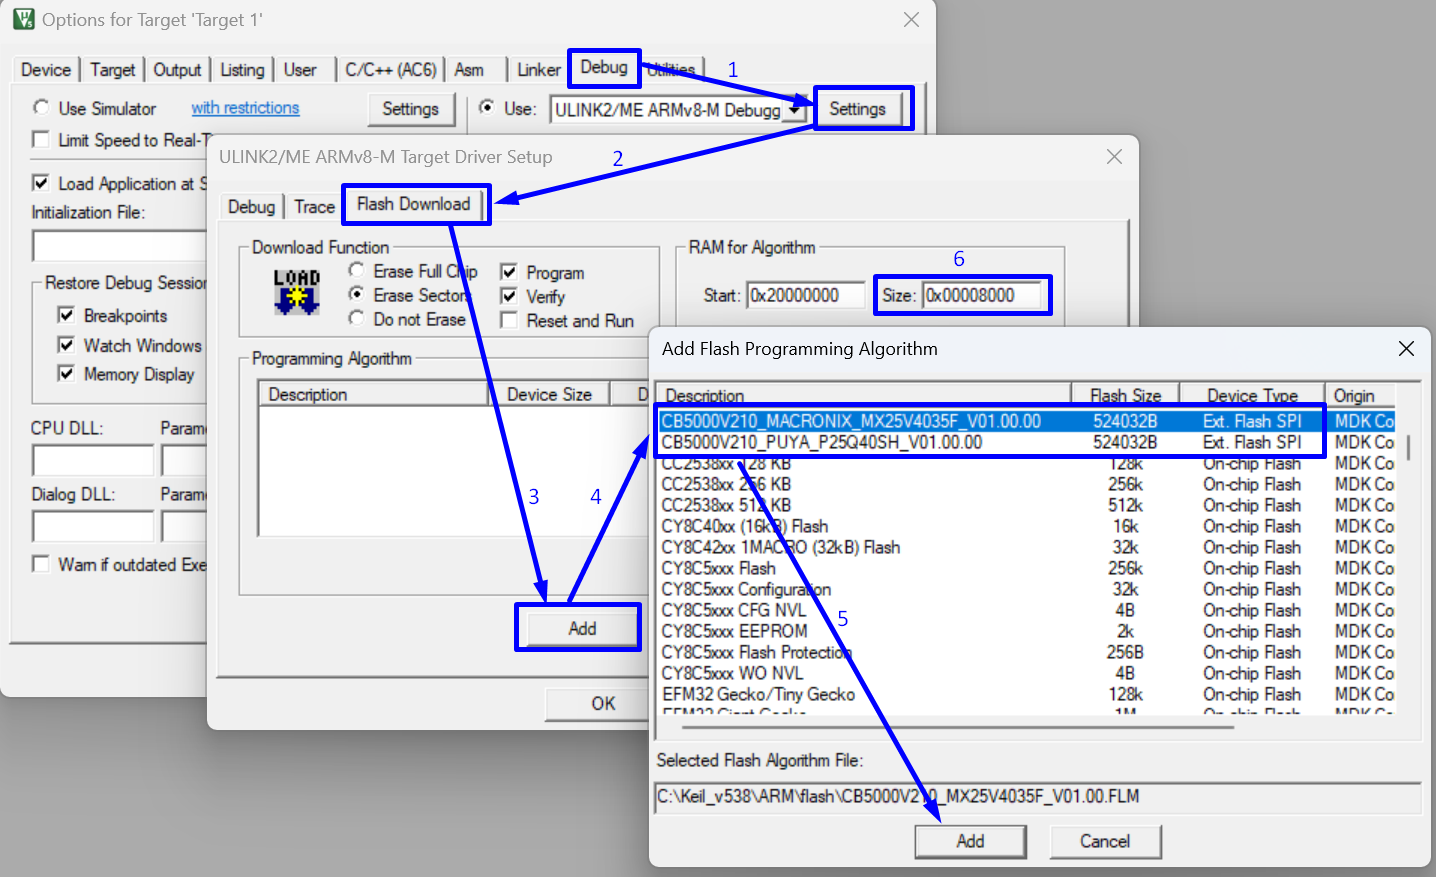 Options for Target 'Target 1'
Device Target Output Listing User C/C++ (AC6) Asm Linker Debug Utilities
1
Use Simulator with restrictions Settings Use: ULINK2/ME ARMv8-M Debugg Settings
Limit Speed to Real-T
ULINK2/ME ARMv8-M Target Driver Setup
2
Load Application at S
Initialization File:
Restore Debug Session
Breakpoints
Watch Windows
Memory Display
CPU DLL: Parame
Dialog DLL: Parame
Warn if outdated Exe
Debug Trace Flash Download
Download Function
LOAD
Erase Full Chip
Erase Sectors
Do not Erase
Program
Verify
Reset and Run
RAM for Algorithm
6
Start: 0x20000000 Size: 0x00008000
Programming Algorithm
Description Device Size D
3 4
Add
OK
Add Flash Programming Algorithm
Description Flash Size Device Type Origin
CB5000V210_MACRONIX_MX25V4035F_V01.00.00 524032B Ext. Flash SPI MDK Co
CB5000V210_PUYA_P25Q40SH_V01.00.00 524032B Ext. Flash SPI MDK Co
CC2538xx 128 KB 128k On-chip Flash MDK Co
CC2538xx 256 KB 256k On-chip Flash MDK Co
CC2538xx 512 KB 512k On-chip Flash MDK Co
CY8C40xx (16kB) Flash 16k On-chip Flash MDK Co
CY8C42xx 1MACRO (32kB) Flash 32k On-chip Flash MDK Co
CY8C5xxx Flash 256k On-chip Flash MDK Co
CY8C5xxx Configuration 32k On-chip Flash MDK Co
CY8C5xxx CFG NVL 4B On-chip Flash MDK Co
CY8C5xxx EEPROM 2k On-chip Flash MDK Co
CY8C5xxx Flash Protection 256B On-chip Flash MDK Co
CY8C5xxx WO NVL 4B On-chip Flash MDK Co
EFM32 Gecko/Tiny Gecko 128k On-chip Flash MDK Co
EFM32 Giant Gecko 1M On-chip Flash MDK Co
5
Selected Flash Algorithm File:
C:\Keil_v538\ARM\flash\CB5000V210_MX25V4035F_V01.00.FLM
Add Cancel